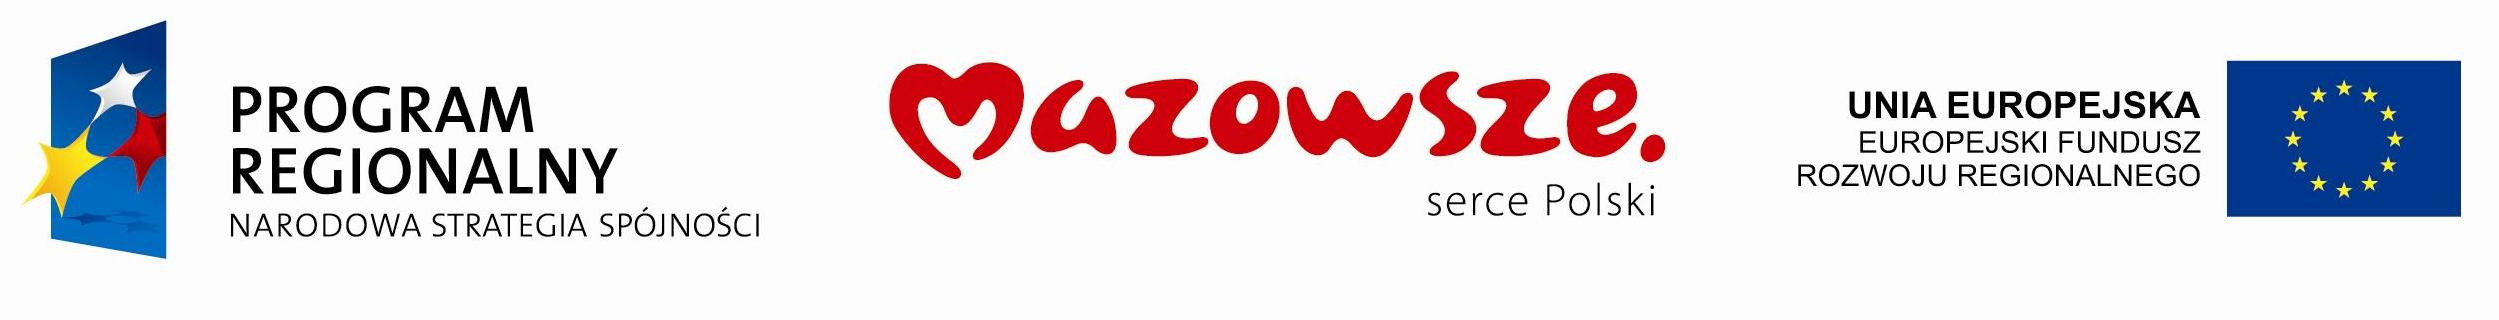 PROGRAM
REGIONALNY
NARODOWA STRATEGIA SPÓJNOŚCI
mazowsze.
serce Polski
UNIA EUROPEJSKA
EUROPEJSKI FUNDUSZ
ROZWOJU REGIONALNEGO